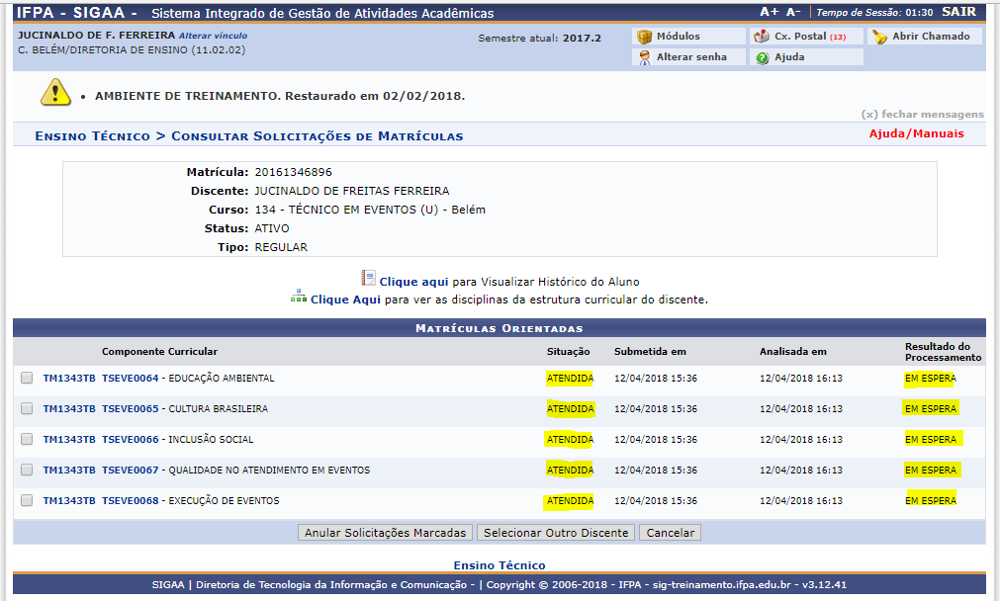 IFPA - SIGAA - Sistema Integrado de Gestão de Atividades Acadêmicas A+ A- Tempo de Sessão: 01:30 SAIR
JUCINALDO DE F. FERREIRA Alterar vínculo
C. BELÉM/DIRETORIA DE ENSINO (11.02.02)
Semestre atual: 2017.2
Módulos Cx. Postal (13) Abrir Chamado
Alterar senha Ajuda
• AMBIENTE DE TREINAMENTO. Restaurado em 02/02/2018.
(x) fechar mensagens
ENSINO TÉCNICO > CONSULTAR SOLICITAÇÕES DE MATRÍCULAS Ajuda/Manuais
Matrícula: 20161346896
Discente: JUCINALDO DE FREITAS FERREIRA
Curso: 134 - TÉCNICO EM EVENTOS (U) - Belém
Status: ATIVO
Tipo: REGULAR
Clique aqui para Visualizar Histórico do Aluno
Clique Aqui para ver as disciplinas da estrutura curricular do discente.
MATRÍCULAS ORIENTADAS
Componente Curricular Situação Submetida em Analisada em Resultado do Processamento
TM1343TB TSEVE0064 - EDUCAÇÃO AMBIENTAL ATENDIDA 12/04/2018 15:36 12/04/2018 16:13 EM ESPERA
TM1343TB TSEVE0065 - CULTURA BRASILEIRA ATENDIDA 12/04/2018 15:36 12/04/2018 16:13 EM ESPERA
TM1343TB TSEVE0066 - INCLUSÃO SOCIAL ATENDIDA 12/04/2018 15:36 12/04/2018 16:13 EM ESPERA
TM1343TB TSEVE0067 - QUALIDADE NO ATENDIMENTO EM EVENTOS ATENDIDA 12/04/2018 15:36 12/04/2018 16:13 EM ESPERA
TM1343TB TSEVE0068 - EXECUÇÃO DE EVENTOS ATENDIDA 12/04/2018 15:36 12/04/2018 16:13 EM ESPERA
Anular Solicitações Marcadas Selecionar Outro Discente Cancelar
Ensino Técnico
SIGAA | Diretoria de Tecnologia da Informação e Comunicação - | Copyright © 2006-2018 - IFPA - sig-treinamento.ifpa.edu.br - v3.12.41